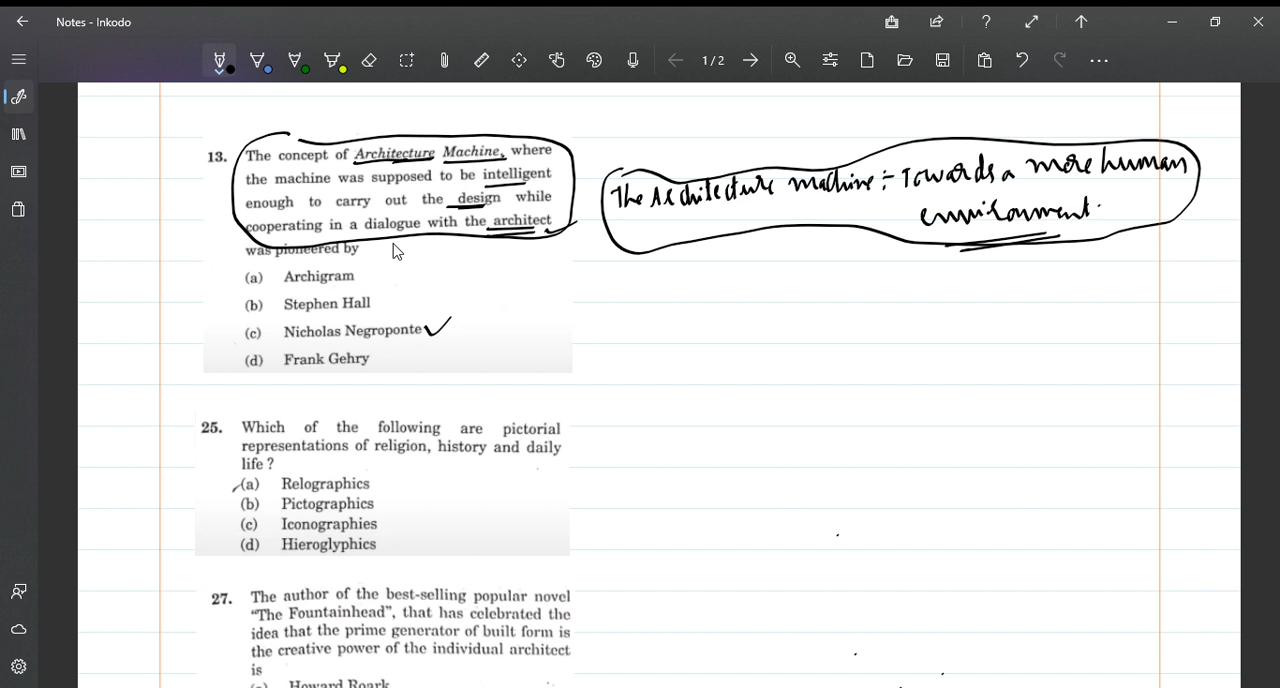 Notes - Inkodo
1 / 2
13. The concept of Architecture Machine, where
the machine was supposed to be intelligent
enough to carry out the design while
cooperating in a dialogue with the architect
was pioneered by
(a) Archigram
(b) Stephen Hall
(c) Nicholas Negroponte
(d) Frank Gehry
The Architecture machine :- Towards a more human
environment.
25. Which of the following are pictorial
representations of religion, history and daily
life ?
(a) Relographics
(b) Pictographics
(c) Iconographies
(d) Hieroglyphics
27. The author of the best-selling popular novel
"The Fountainhead", that has celebrated the
idea that the prime generator of built form is
the creative power of the individual architect
is
(a) Howard Roark